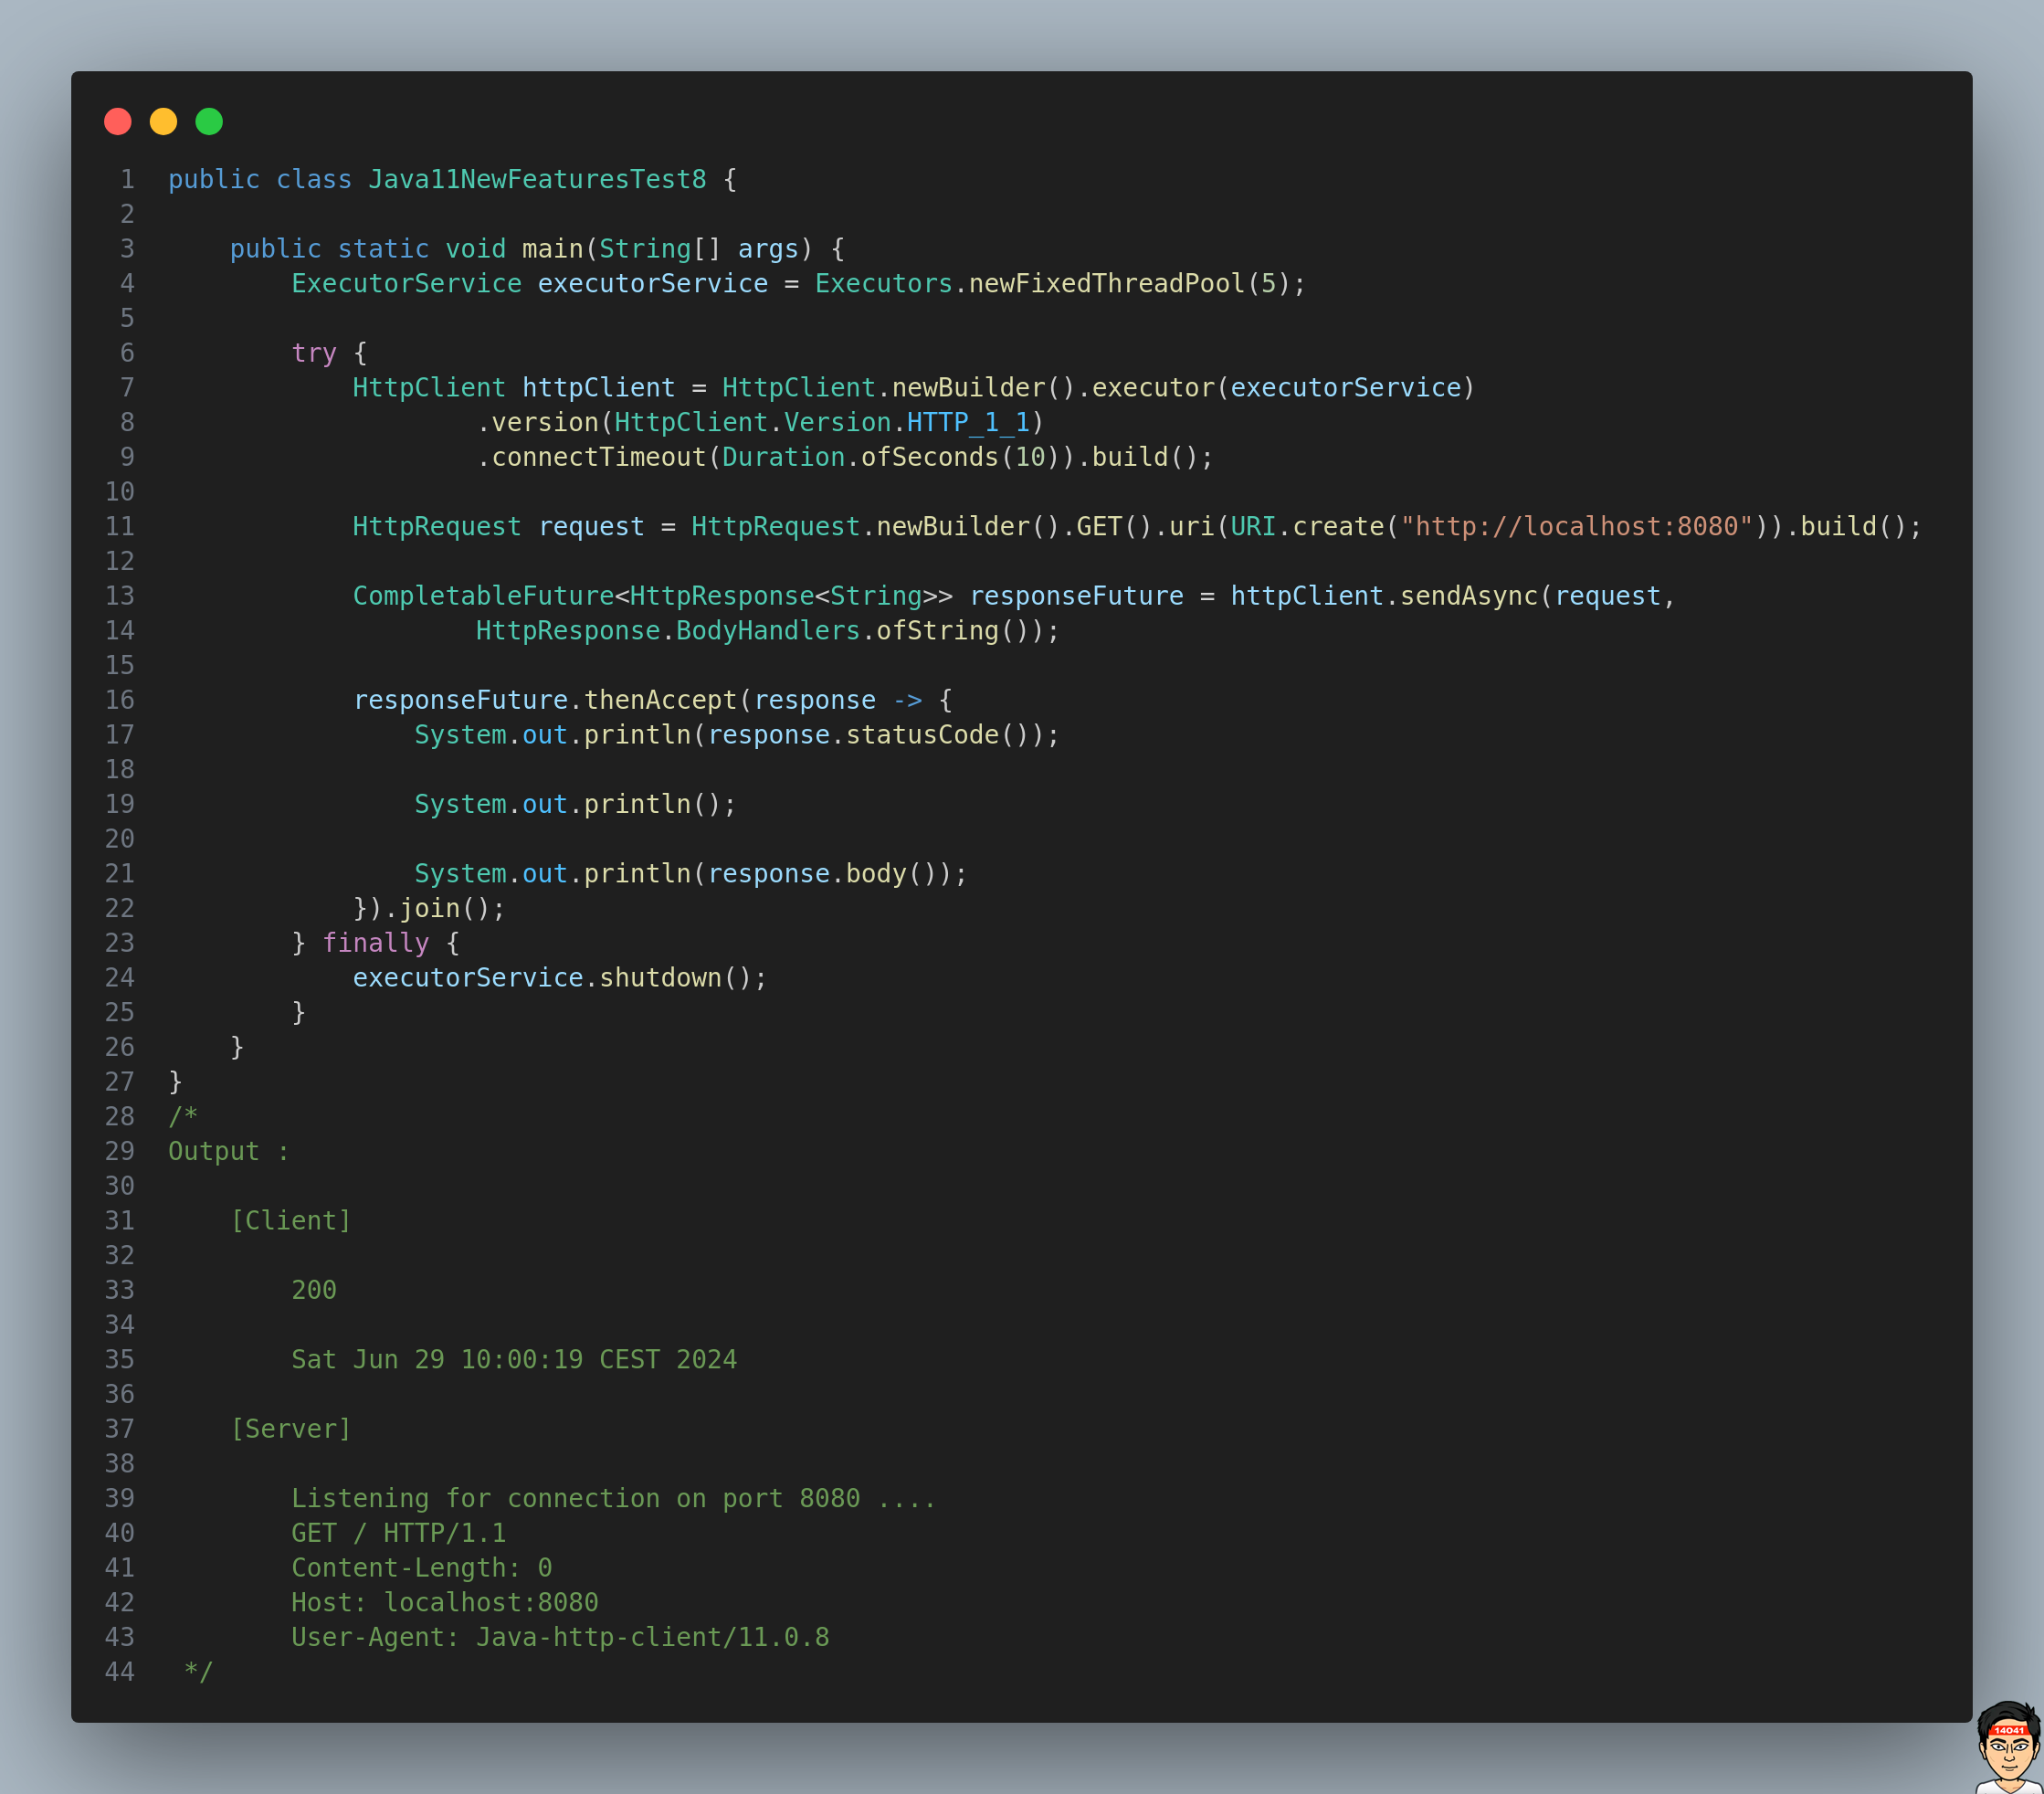 1 public class Java11NewFeaturesTest8 {
2
3     public static void main(String[] args) {
4         ExecutorService executorService = Executors.newFixedThreadPool(5);
5
6         try {
7             HttpClient httpClient = HttpClient.newBuilder().executor(executorService)
8                     .version(HttpClient.Version.HTTP_1_1)
9                     .connectTimeout(Duration.ofSeconds(10)).build();
10
11             HttpRequest request = HttpRequest.newBuilder().GET().uri(URI.create("http://localhost:8080")).build();
12
13             CompletableFuture<HttpResponse<String>> responseFuture = httpClient.sendAsync(request,
14                     HttpResponse.BodyHandlers.ofString());
15
16             responseFuture.thenAccept(response -> {
17                 System.out.println(response.statusCode());
18
19                 System.out.println();
20
21                 System.out.println(response.body());
22             }).join();
23         } finally {
24             executorService.shutdown();
25         }
26     }
27 }
28 /*
29 Output :
30
31     [Client]
32
33         200
34
35         Sat Jun 29 10:00:19 CEST 2024
36
37     [Server]
38
39         Listening for connection on port 8080 ....
40         GET / HTTP/1.1
41         Content-Length: 0
42         Host: localhost:8080
43         User-Agent: Java-http-client/11.0.8
44  */
14041